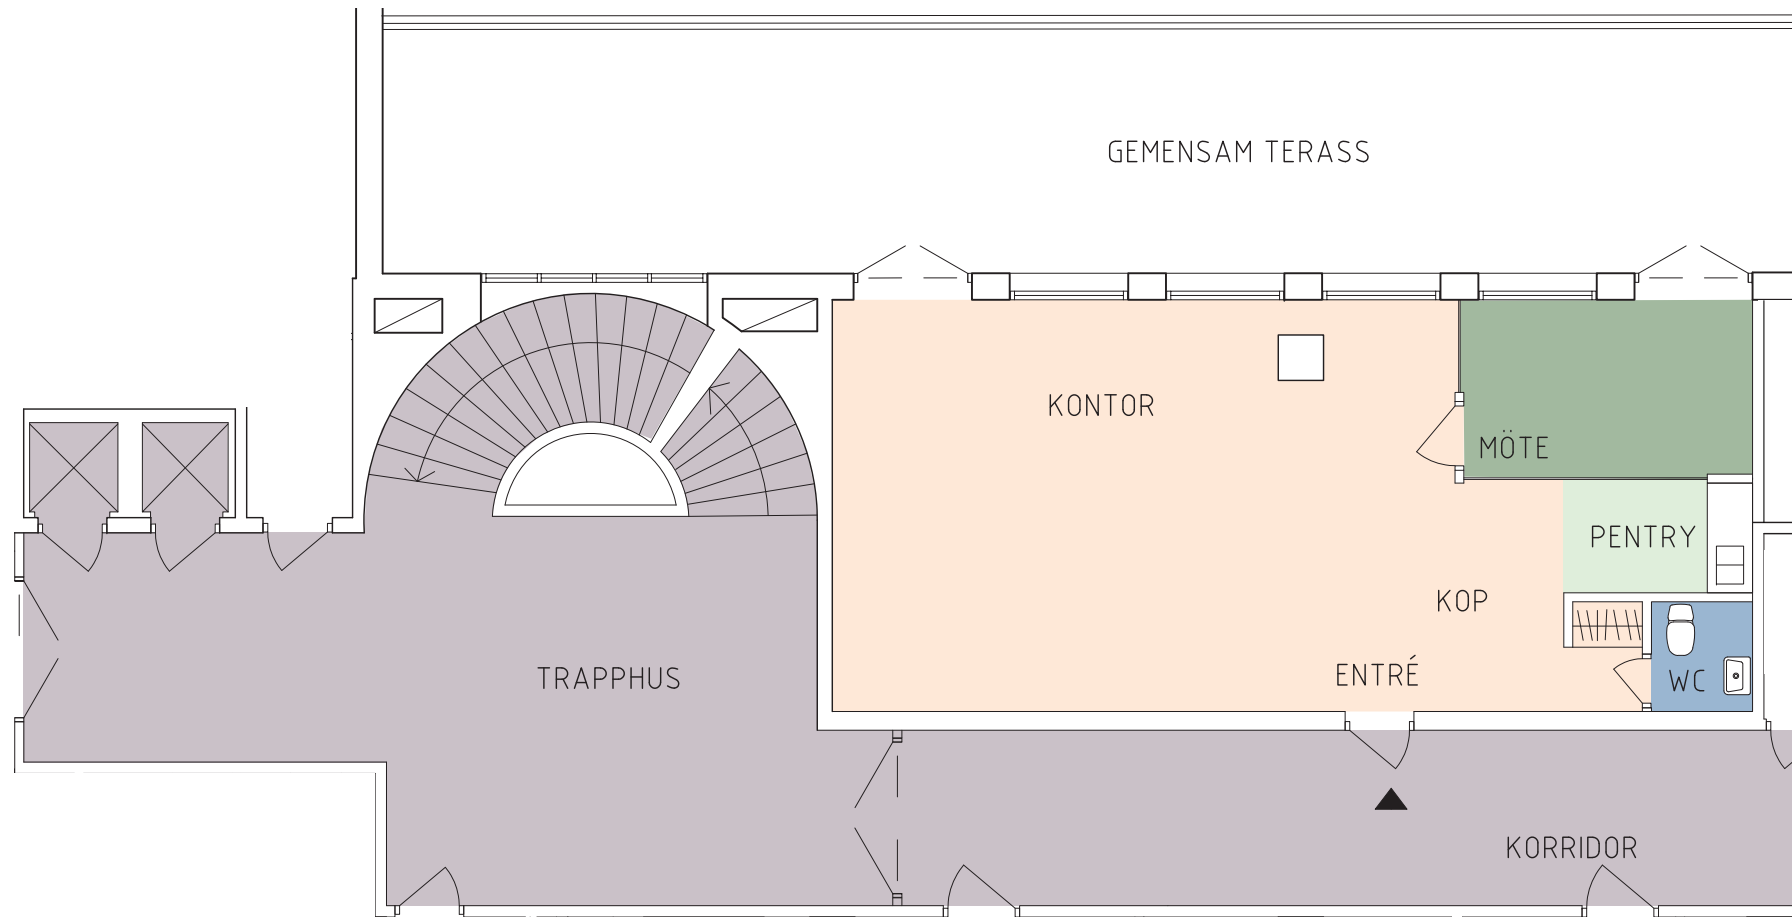 GEMENSAM TERASS
KONTOR
MÖTE
PENTRY
KOP
ENTRÉ
WC
TRAPPHUS
KORRIDOR